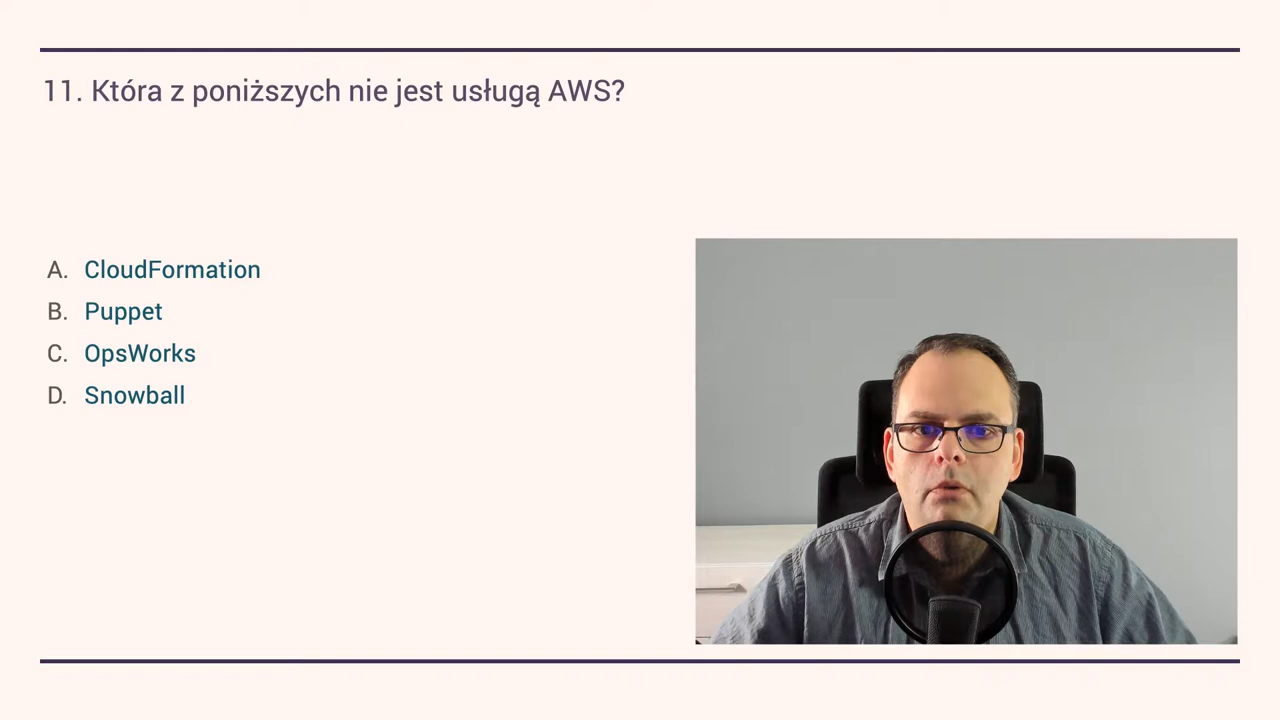 11. Która z poniższych nie jest usługą AWS?
A. CloudFormation
B. Puppet
C. OpsWorks
D. Snowball